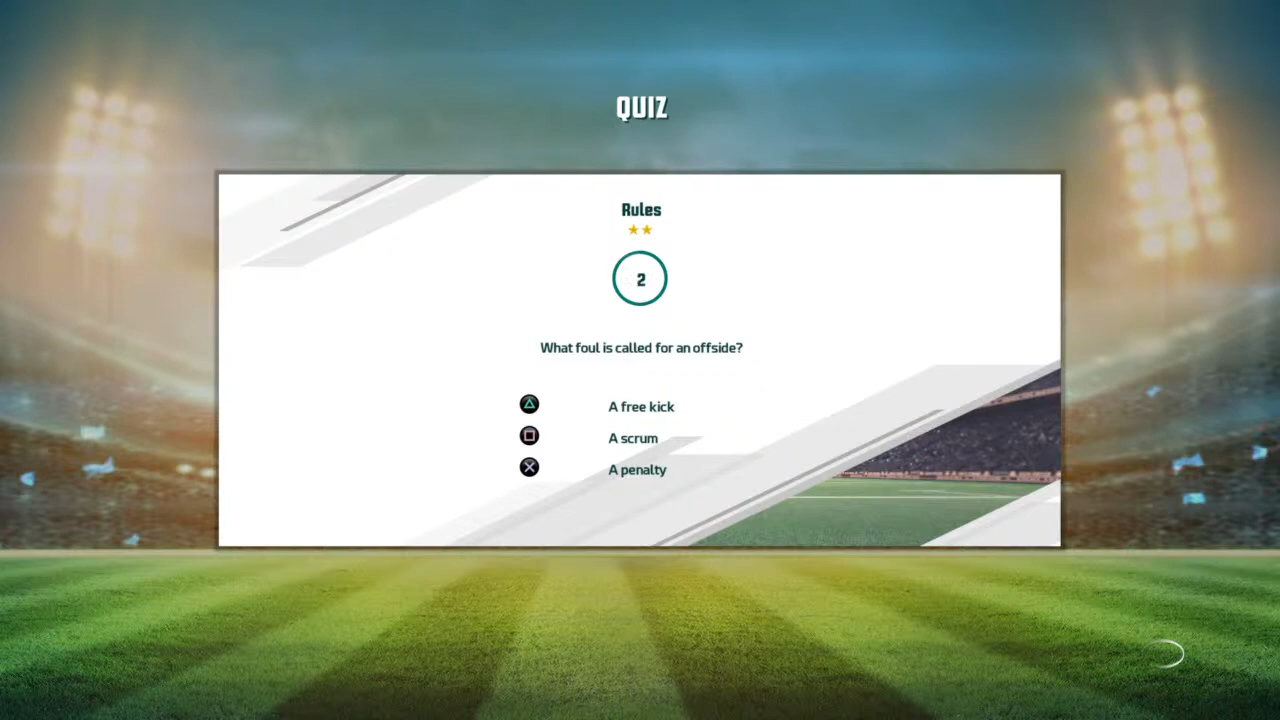 QUIZ
Rules
2
What foul is called for an offside?
A free kick
A scrum
A penalty